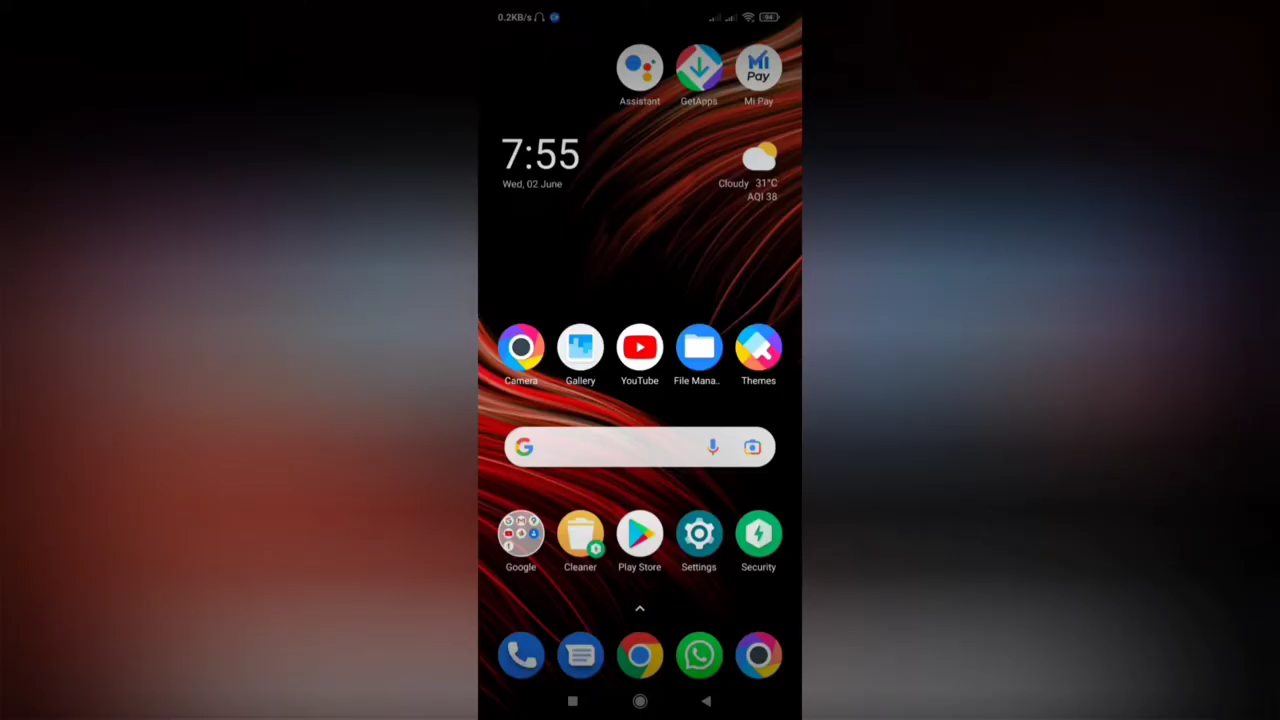 0.2KB/s 94
Assistant GetApps Mi Pay
7:55
Wed, 02 June
Cloudy 31°C
AQI 38
Camera Gallery YouTube File Mana.. Themes
Google Cleaner Play Store Settings Security